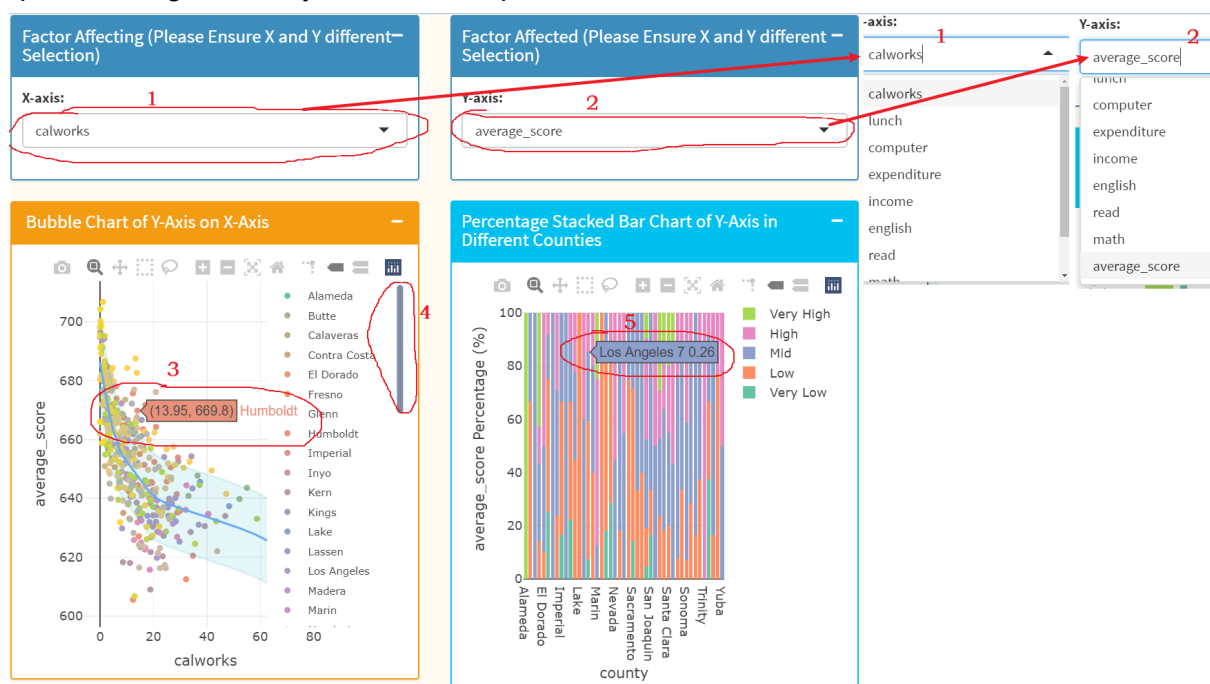 Factor Affecting (Please Ensure X and Y different
Selection)
X-axis:
1
calworks
Factor Affected (Please Ensure X and Y different
Selection)
Y-axis:
2
average_score
-axis:
1
calworks
calworks
lunch
computer
expenditure
income
english
read
math
Y-axis:
2
average_score
lunch
computer
expenditure
income
english
read
math
average_score
Bubble Chart of Y-Axis on X-Axis
700
680
660
640
620
600
average_score
0
20
40
60
80
calworks
3
(13.95, 669.8) Humboldt
4
Alameda
Butte
Calaveras
Contra Costa
El Dorado
Fresno
Glenn
Humboldt
Imperial
Inyo
Kern
Kings
Lake
Lassen
Los Angeles
Madera
Marin
Percentage Stacked Bar Chart of Y-Axis in
Different Counties
100
80
60
40
20
0
average_score Percentage (%)
5
Los Angeles 7 0.26
Very High
High
Mid
Low
Very Low
Alameda
El Dorado
Imperial
Lake
Marin
Nevada
Sacramento
San Joaquin
Santa Clara
Sonoma
Trinity
Yuba
county